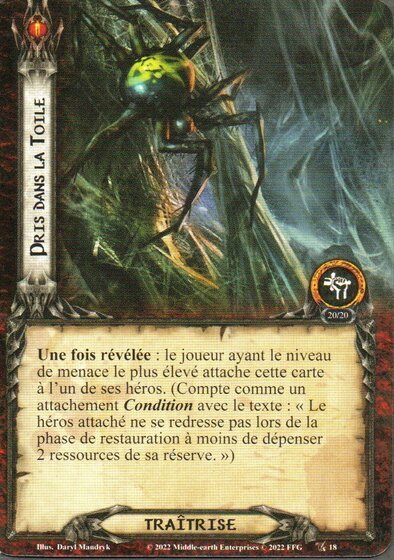 PRIS DANS LA TOILE
20/20
Une fois révélée : le joueur ayant le niveau
de menace le plus élevé attache cette carte
à l'un de ses héros. (Compte comme un
attachement Condition avec le texte : « Le
héros attaché ne se redresse pas lors de la
phase de restauration à moins de dépenser
2 ressources de sa réserve. »)
TRAÎTRISE
Illus. Daryl Mandryk © 2022 Middle-earth Enterprises © 2022 FFG 18